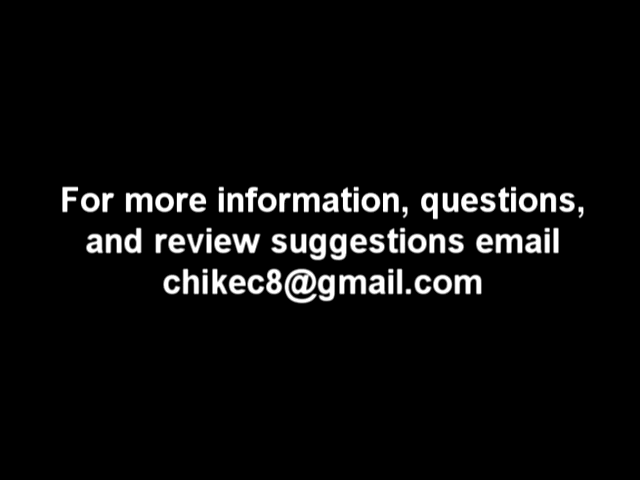 For more information, questions,
and review suggestions email
chikec8@gmail.com